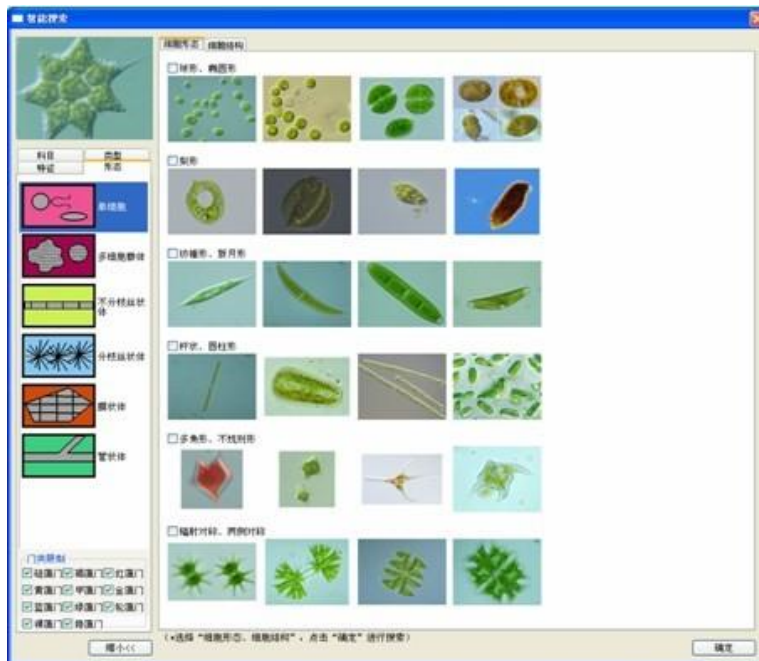 智能搜索
细胞形态 细胞结构
球形、椭圆形
科目 类型
特征 形态
梨形
单细胞
多细胞群体
纺锤形、新月形
不分枝丝状体
杆状、圆柱形
分枝丝状体
膜状体
多角形、不规则形
管状体
辐射对称、两侧对称
门类限制
硅藻门 褐藻门 红藻门
黄藻门 甲藻门 金藻门
蓝藻门 绿藻门 轮藻门
裸藻门 隐藻门
缩小<<
(*选择“细胞形态、细胞结构”，点击“确定”进行搜索)
确定